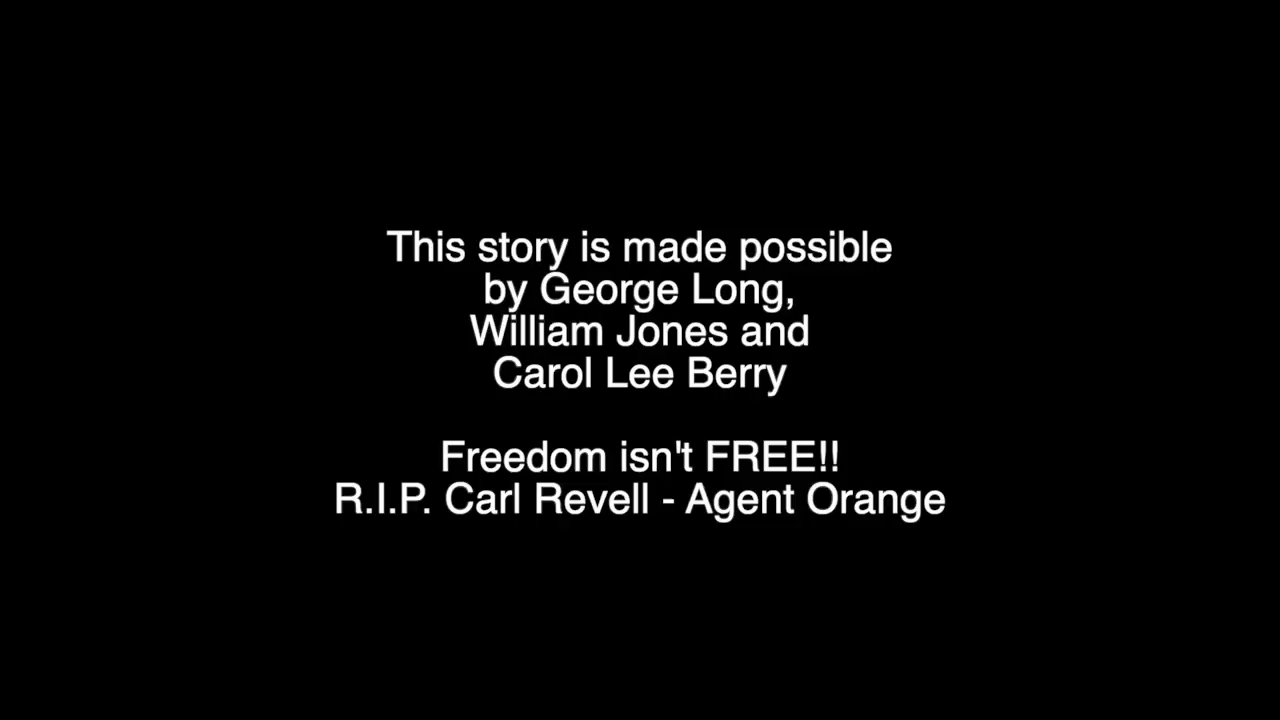 This story is made possible
by George Long,
William Jones and
Carol Lee Berry
Freedom isn't FREE!!
R.I.P. Carl Revell - Agent Orange